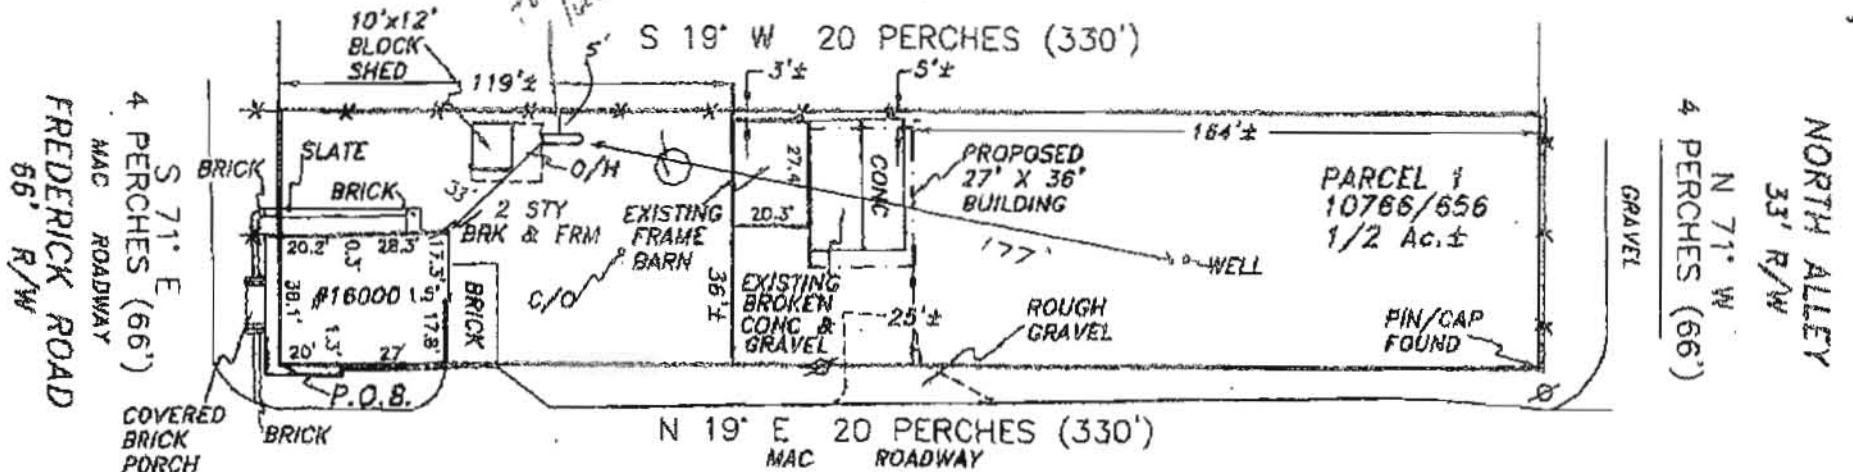 S 19° W 20 PERCHES (330')
10'x12'
BLOCK
SHED
5'
119'±
3'±
5'±
164'±
FREDERICK ROAD
66' R/W
MAC ROADWAY
S 71° E
4 PERCHES (66')
BRICK
SLATE
BRICK
33'
O/H
2 STY
BRK & FRM
EXISTING
FRAME
BARN
27.4
20.3'
CONC
PROPOSED
27' X 36'
BUILDING
177'
WELL
PARCEL 1
10766/656
1/2 Ac.±
GRAVEL
N 71° W
4 PERCHES (66')
NORTH ALLEY
33' R/W
20.2'
0.3'
28.3'
17.3'
#16000
1.5'
38.1'
1.3'
17.8'
20'
27'
BRICK
C/O
36'±
EXISTING
BROKEN
CONC &
GRAVEL
25'±
ROUGH
GRAVEL
PIN/CAP
FOUND
P.O.B.
COVERED
BRICK
PORCH
BRICK
N 19° E 20 PERCHES (330')
MAC ROADWAY